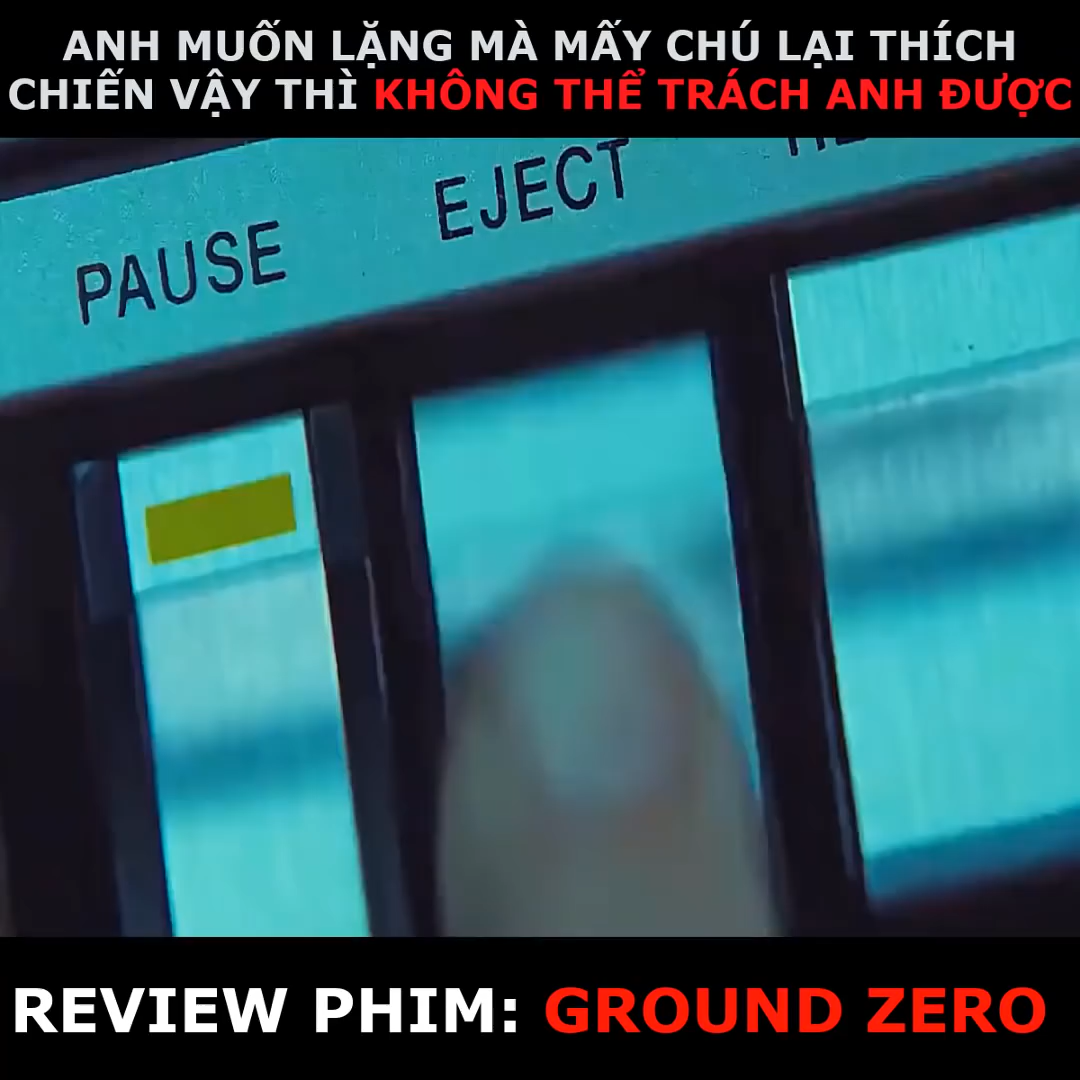 ANH MUỐN LẶNG MÀ MẤY CHÚ LẠI THÍCH
CHIẾN VẬY THÌ KHÔNG THỂ TRÁCH ANH ĐƯỢC
PAUSE EJECT
REVIEW PHIM: GROUND ZERO